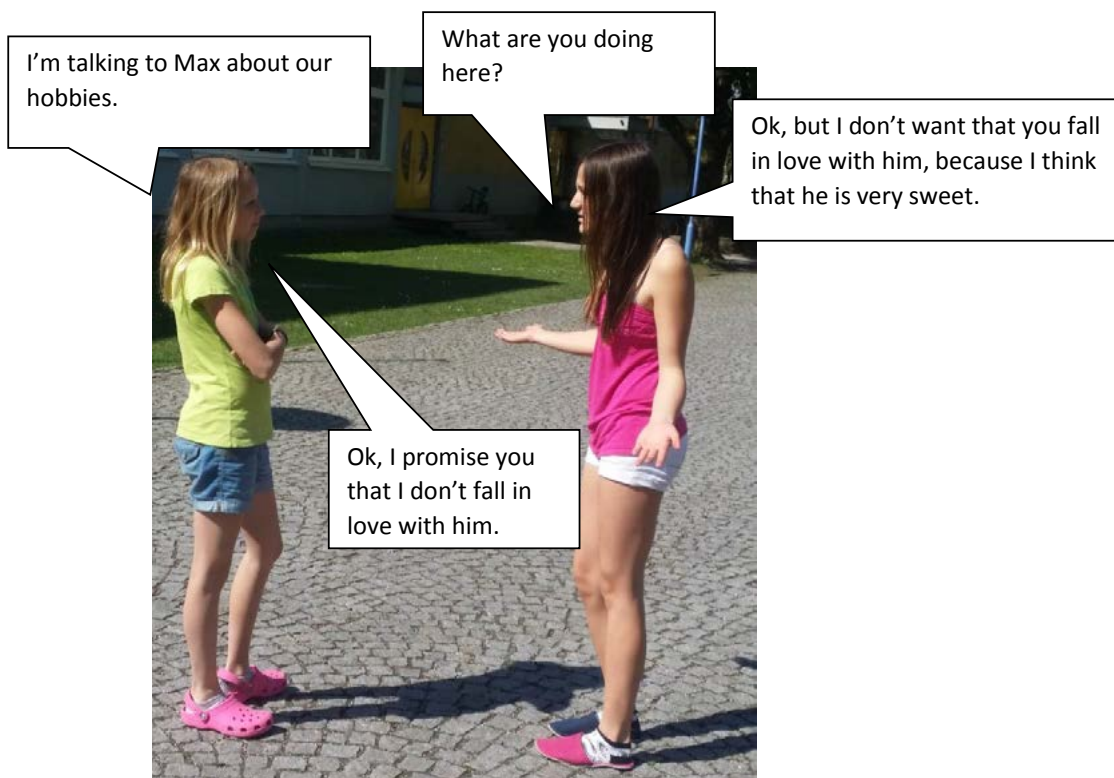 What are you doing
here?
I’m talking to Max about our
hobbies.
Ok, but I don’t want that you fall
in love with him, because I think
that he is very sweet.
Ok, I promise you
that I don’t fall in
love with him.